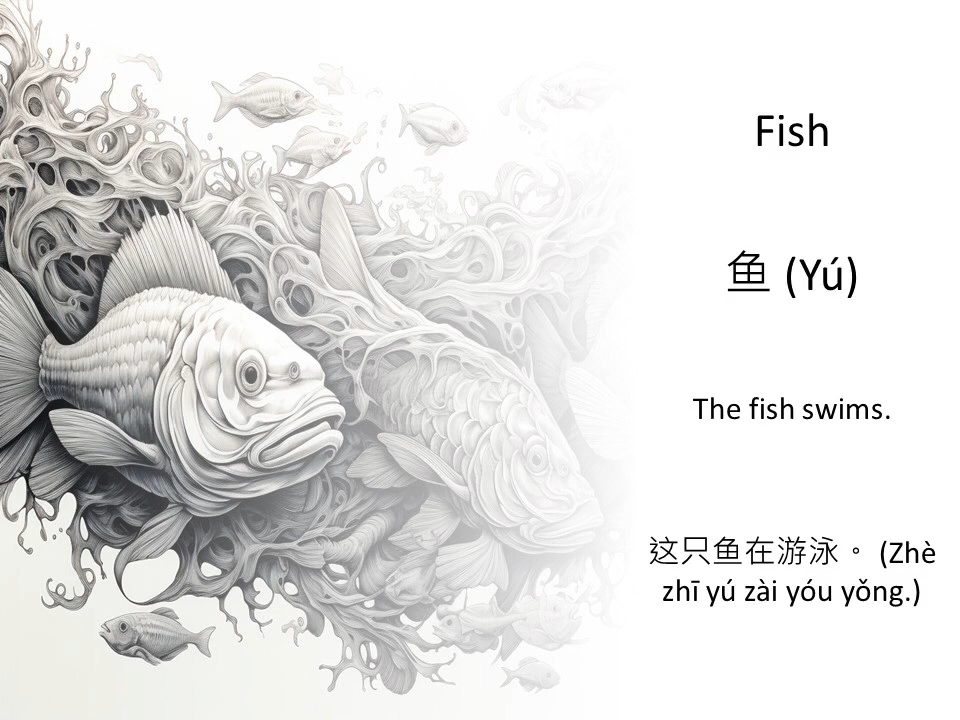 Fish
鱼 (Yú)
The fish swims.
这只鱼在游泳。 (Zhè
zhī yú zài yóu yǒng.)